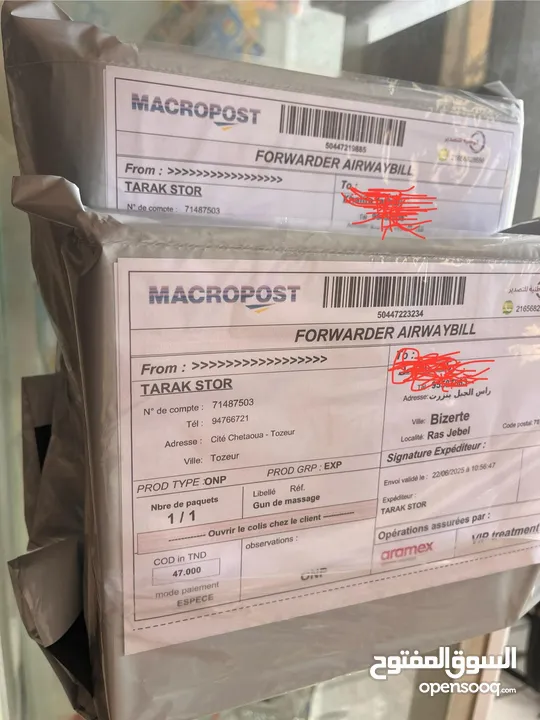 MACROPOST
50447219885
FORWARDER AIRWAYBILL
From : >>>>>>>>>>>>>>>>>
To :
TARAK STOR
N° de compte : 71487503
MACROPOST
50447223234
FORWARDER AIRWAYBILL
From : >>>>>>>>>>>>>>>>>>
To :
TARAK STOR
N° de compte : 71487503
Tél : 94766721
Adresse : Cité Chetaoua - Tozeur
Ville: Tozeur
Adresse: راس الجبل بنزرت
Ville: Bizerte
Localité: Ras Jebel
Code postal
Signature Expéditeur :
PROD TYPE :ONP
PROD GRP : EXP
Nbre de paquets
1 / 1
Libellé Réf.
Gun de massage
Envoi validé le : 22/08/2025 à 10:56:47
Expéditeur :
TARAK STOR
----------- Ouvrir le colis chez le client -----------
COD in TND
47.000
mode paiement
ESPECE
observations :
ONP
Opérations assurées par :
aramex
VIP treatment
السوق المفتوح
opensooq.com